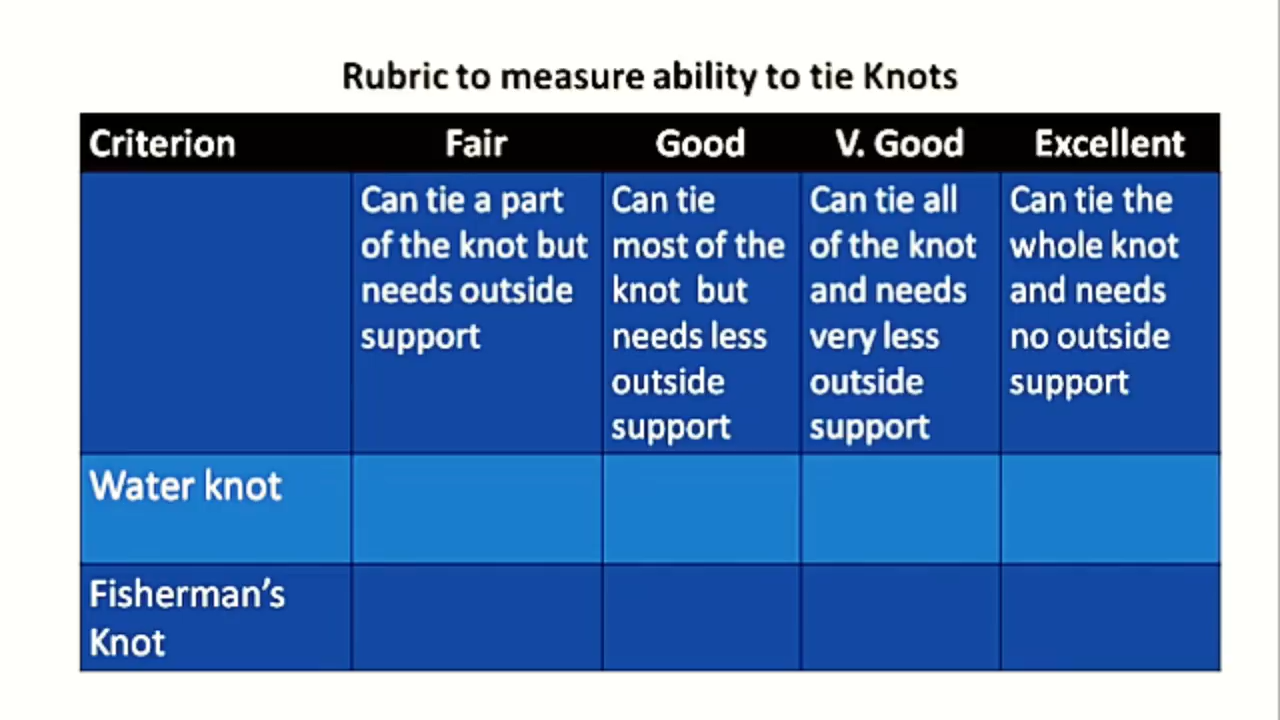 Rubric to measure ability to tie Knots
Criterion Fair Good V. Good Excellent
Can tie a part
of the knot but
needs outside
support
Can tie
most of the
knot but
needs less
outside
support
Can tie all
of the knot
and needs
very less
outside
support
Can tie the
whole knot
and needs
no outside
support
Water knot
Fisherman's
Knot